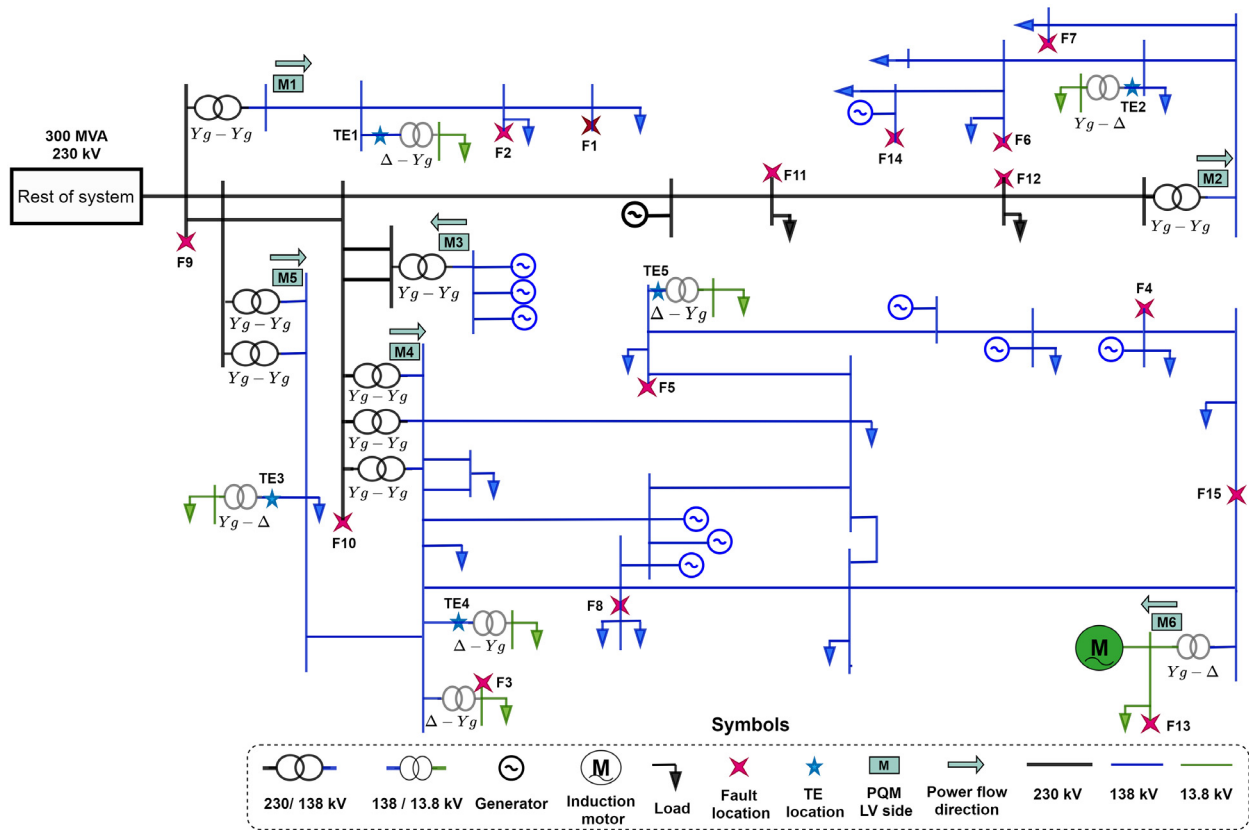 300 MVA
230 kV
Rest of system
M1
Yg – Yg
TE1
Δ – Yg
F2
F1
F7
TE2
Yg – Δ
F14
F6
F11
F12
M2
Yg – Yg
F9
M5
Yg – Yg
Yg – Yg
M3
Yg – Yg
M4
Yg – Yg
Yg – Yg
Yg – Yg
TE5
Δ – Yg
F5
F4
F15
TE3
Yg – Δ
F10
TE4
Δ – Yg
F8
F3
Δ – Yg
M
M6
Yg – Δ
F13
Symbols
230/ 138 kV
138 / 13.8 kV
Generator
M
Induction
motor
Load
Fault
location
TE
location
M
PQM
LV side
Power flow
direction
230 kV
138 kV
13.8 kV